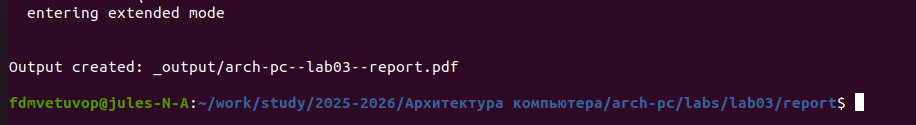 entering extended mode
Output created: _output/arch-pc--lab03--report.pdf
fdmvetuvop@jules-N-A:~/work/study/2025-2026/Архитектура компьютера/arch-pc/labs/lab03/report$